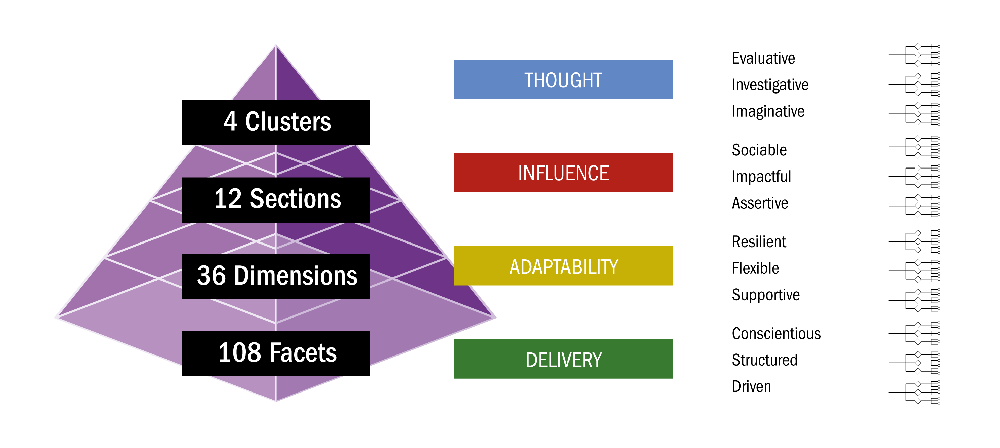 4 Clusters
12 Sections
36 Dimensions
108 Facets
THOUGHT
Evaluative
Investigative
Imaginative
INFLUENCE
Sociable
Impactful
Assertive
ADAPTABILITY
Resilient
Flexible
Supportive
DELIVERY
Conscientious
Structured
Driven